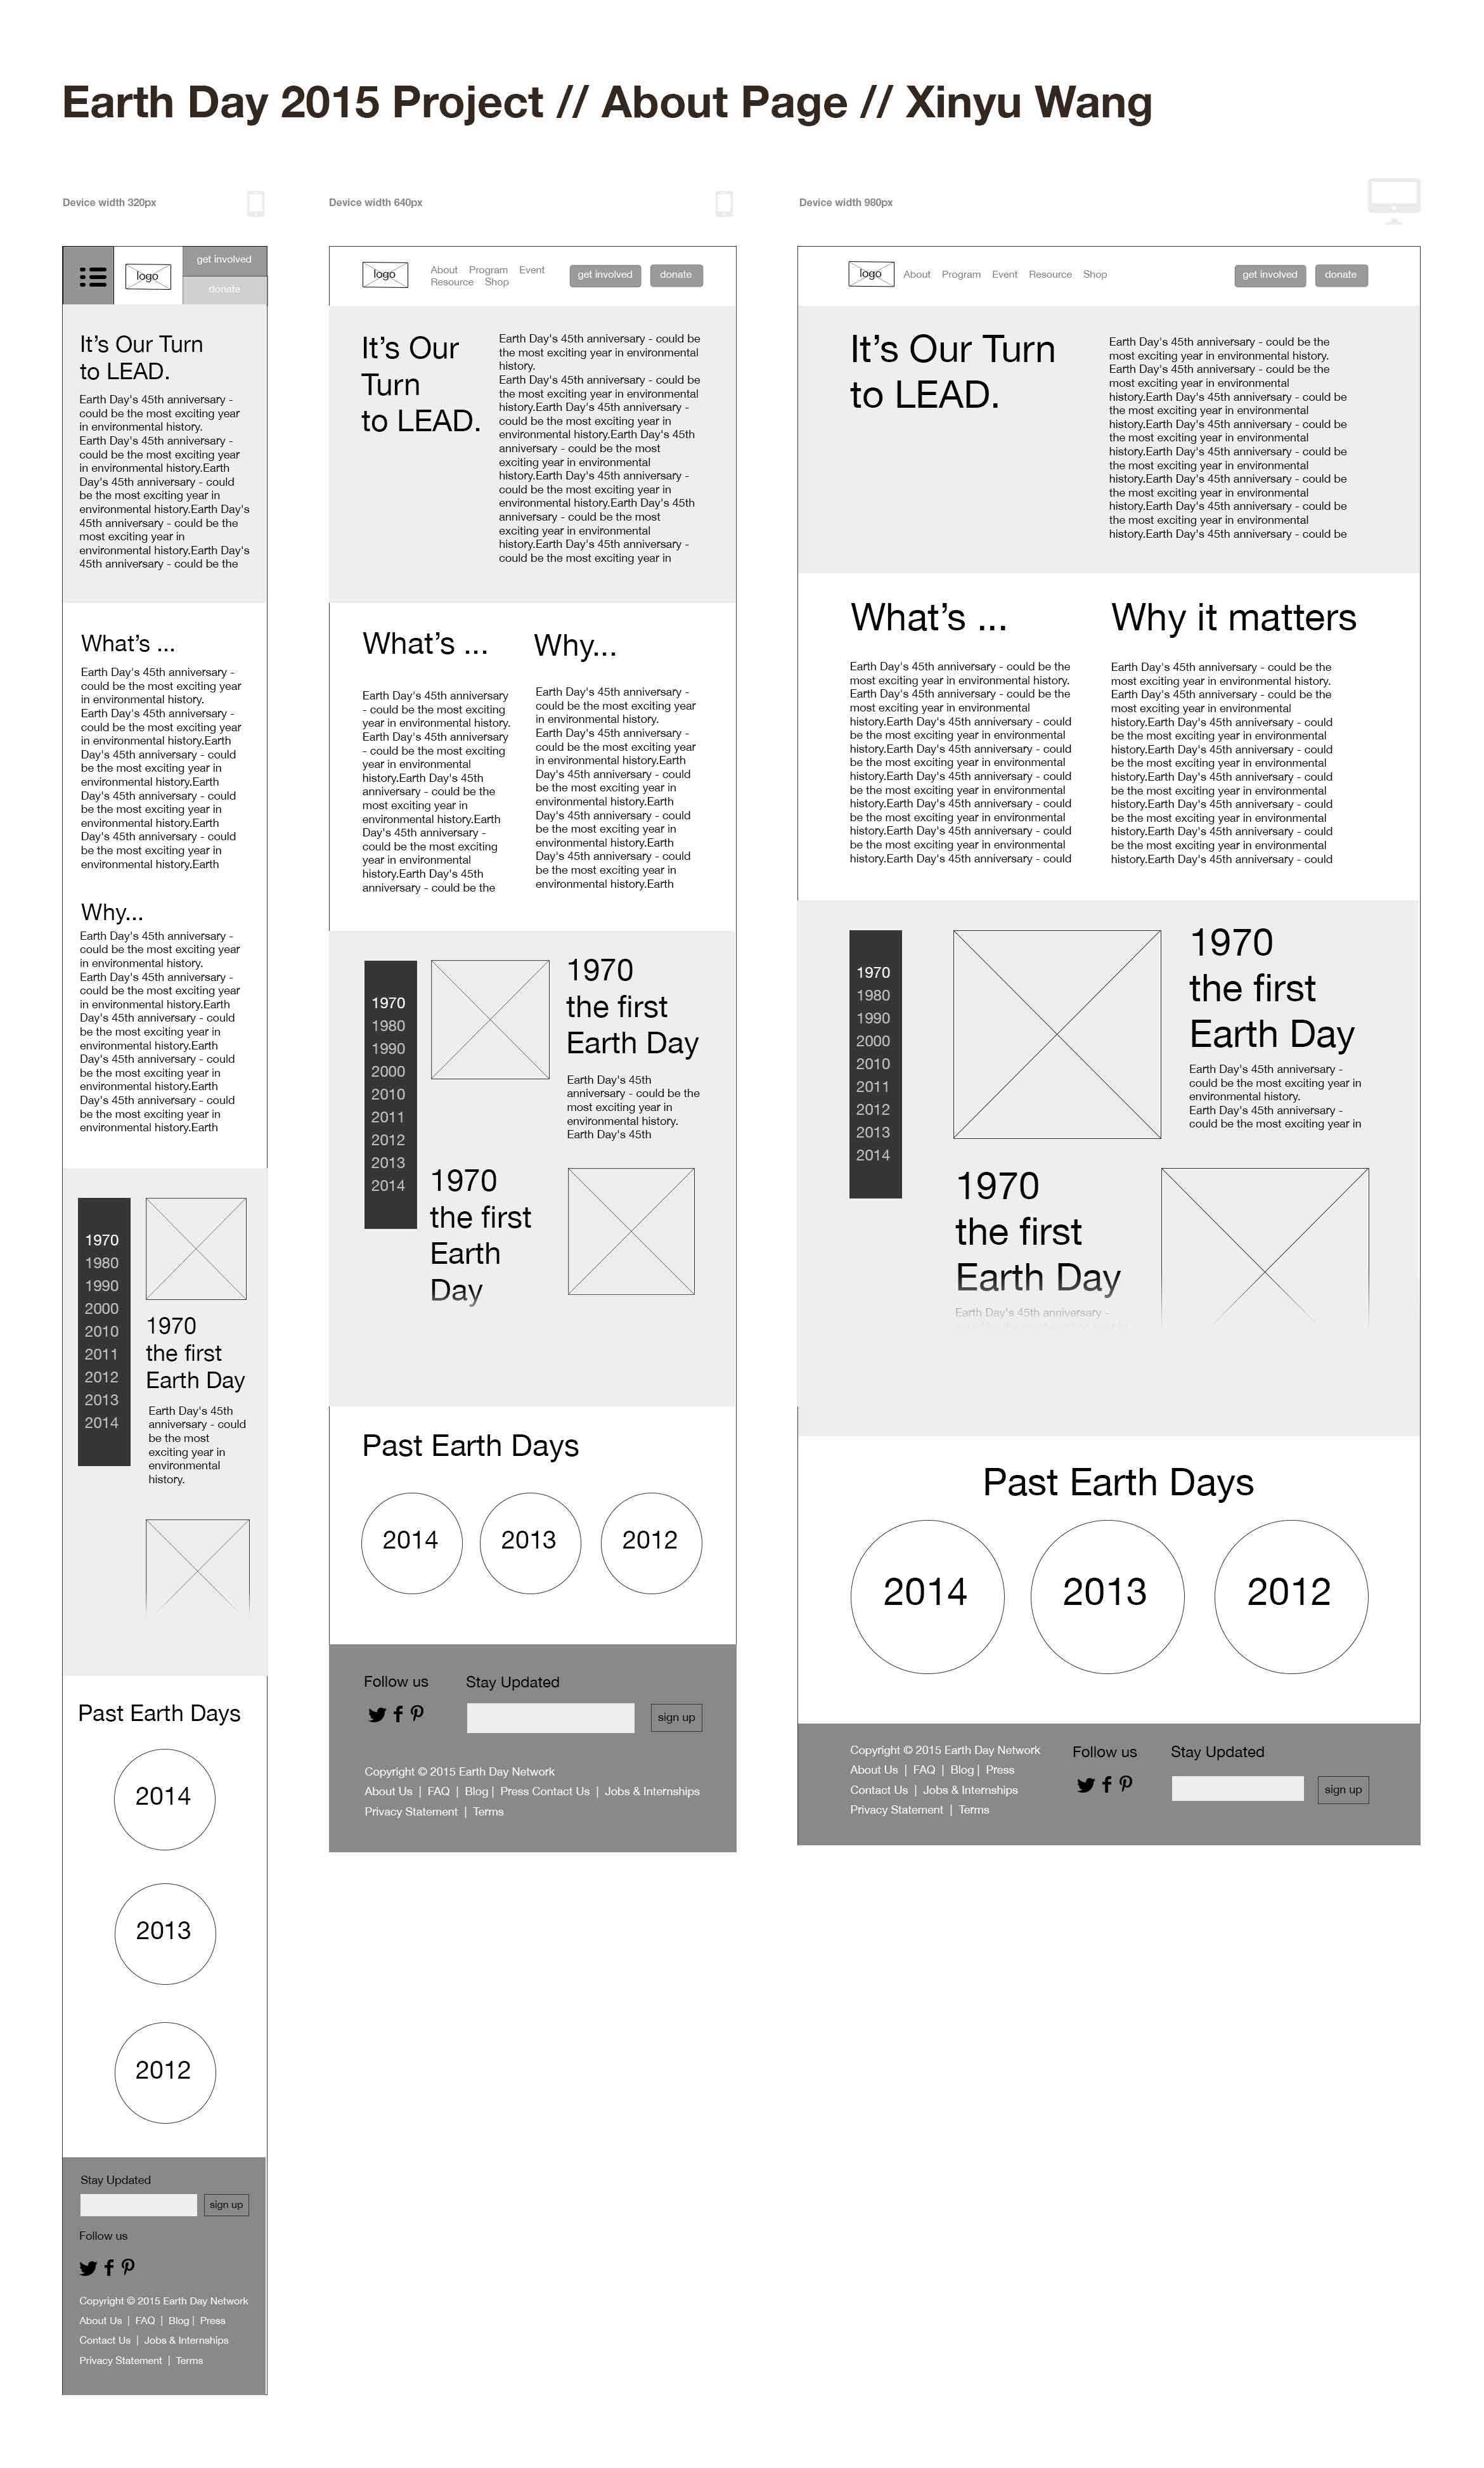 Earth Day 2015 Project // About Page // Xinyu Wang
Device width 320px
get involved
logo
donate
It's Our Turn
to LEAD.
Earth Day's 45th anniversary -
could be the most exciting year
in environmental history.
Earth Day's 45th anniversary -
could be the most exciting year
in environmental history.Earth
Day's 45th anniversary - could
be the most exciting year in
environmental history.Earth Day's
45th anniversary - could be the
most exciting year in
environmental history.Earth Day's
45th anniversary - could be the
What's ...
Earth Day's 45th anniversary -
could be the most exciting year
in environmental history.
Earth Day's 45th anniversary -
could be the most exciting year
in environmental history.Earth
Day's 45th anniversary - could
be the most exciting year in
environmental history.Earth
Day's 45th anniversary - could
be the most exciting year in
environmental history.Earth
Day's 45th anniversary - could
be the most exciting year in
environmental history.Earth
Why...
Earth Day's 45th anniversary -
could be the most exciting year
in environmental history.
Earth Day's 45th anniversary -
could be the most exciting year
in environmental history.Earth
Day's 45th anniversary - could
be the most exciting year in
environmental history.Earth
Day's 45th anniversary - could
be the most exciting year in
environmental history.Earth
Day's 45th anniversary - could
be the most exciting year in
environmental history.Earth
1970
1980
1990
2000
2010
2011
2012
2013
2014
1970
the first
Earth Day
Earth Day's 45th
anniversary - could
be the most
exciting year in
environmental
history.
Past Earth Days
2014
2013
2012
Stay Updated
sign up
Follow us
Copyright © 2015 Earth Day Network
About Us | FAQ | Blog | Press
Contact Us | Jobs & Internships
Privacy Statement | Terms
Device width 640px
logo
About Program Event
Resource Shop
get involved
donate
It's Our
Turn
to LEAD.
Earth Day's 45th anniversary - could be
the most exciting year in environmental
history.
Earth Day's 45th anniversary - could be
the most exciting year in environmental
history.Earth Day's 45th anniversary -
could be the most exciting year in
environmental history.Earth Day's 45th
anniversary - could be the most
exciting year in environmental
history.Earth Day's 45th anniversary -
could be the most exciting year in
environmental history.Earth Day's 45th
anniversary - could be the most
exciting year in environmental
history.Earth Day's 45th anniversary -
could be the most exciting year in
What's ...
Earth Day's 45th anniversary
- could be the most exciting
year in environmental history.
Earth Day's 45th anniversary
- could be the most exciting
year in environmental
history.Earth Day's 45th
anniversary - could be the
most exciting year in
environmental history.Earth
Day's 45th anniversary -
could be the most exciting
year in environmental
history.Earth Day's 45th
anniversary - could be the
Why...
Earth Day's 45th anniversary -
could be the most exciting year
in environmental history.
Earth Day's 45th anniversary -
could be the most exciting year
in environmental history.Earth
Day's 45th anniversary - could
be the most exciting year in
environmental history.Earth
Day's 45th anniversary - could
be the most exciting year in
environmental history.Earth
Day's 45th anniversary - could
be the most exciting year in
environmental history.Earth
1970
1980
1990
2000
2010
2011
2012
2013
2014
1970
the first
Earth Day
Earth Day's 45th
anniversary - could be the
most exciting year in
environmental history.
Earth Day's 45th
1970
the first
Earth
Day
Past Earth Days
2014
2013
2012
Follow us
Stay Updated
sign up
Copyright © 2015 Earth Day Network
About Us | FAQ | Blog | Press Contact Us | Jobs & Internships
Privacy Statement | Terms
Device width 980px
logo
About Program Event Resource Shop
get involved
donate
It's Our Turn
to LEAD.
Earth Day's 45th anniversary - could be the
most exciting year in environmental history.
Earth Day's 45th anniversary - could be the
most exciting year in environmental
history.Earth Day's 45th anniversary - could be
the most exciting year in environmental
history.Earth Day's 45th anniversary - could be
the most exciting year in environmental
history.Earth Day's 45th anniversary - could be
the most exciting year in environmental
history.Earth Day's 45th anniversary - could be
the most exciting year in environmental
history.Earth Day's 45th anniversary - could be
the most exciting year in environmental
history.Earth Day's 45th anniversary - could be
What's ...
Earth Day's 45th anniversary - could be the
most exciting year in environmental history.
Earth Day's 45th anniversary - could be the
most exciting year in environmental
history.Earth Day's 45th anniversary - could
be the most exciting year in environmental
history.Earth Day's 45th anniversary - could
be the most exciting year in environmental
history.Earth Day's 45th anniversary - could
be the most exciting year in environmental
history.Earth Day's 45th anniversary - could
be the most exciting year in environmental
history.Earth Day's 45th anniversary - could
be the most exciting year in environmental
history.Earth Day's 45th anniversary - could
Why it matters
Earth Day's 45th anniversary - could be the
most exciting year in environmental history.
Earth Day's 45th anniversary - could be the
most exciting year in environmental
history.Earth Day's 45th anniversary - could
be the most exciting year in environmental
history.Earth Day's 45th anniversary - could
be the most exciting year in environmental
history.Earth Day's 45th anniversary - could
be the most exciting year in environmental
history.Earth Day's 45th anniversary - could
be the most exciting year in environmental
history.Earth Day's 45th anniversary - could
be the most exciting year in environmental
history.Earth Day's 45th anniversary - could
1970
1980
1990
2000
2010
2011
2012
2013
2014
1970
the first
Earth Day
Earth Day's 45th anniversary -
could be the most exciting year in
environmental history.
Earth Day's 45th anniversary -
could be the most exciting year in
1970
the first
Earth Day
Earth Day's 45th anniversary -
Past Earth Days
2014
2013
2012
Copyright © 2015 Earth Day Network
About Us | FAQ | Blog | Press
Contact Us | Jobs & Internships
Privacy Statement | Terms
Follow us
Stay Updated
sign up